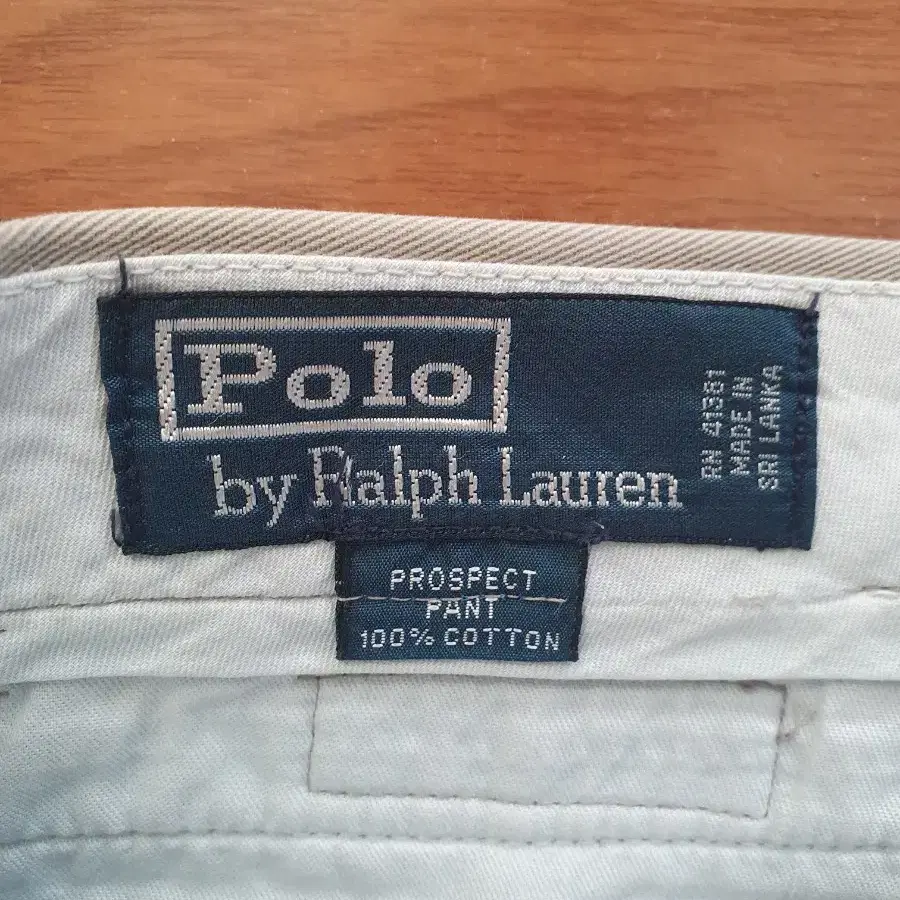 Polo
by Ralph Lauren
RN 41381
MADE IN
SRI LANKA
PROSPECT
PANT
100% COTTON